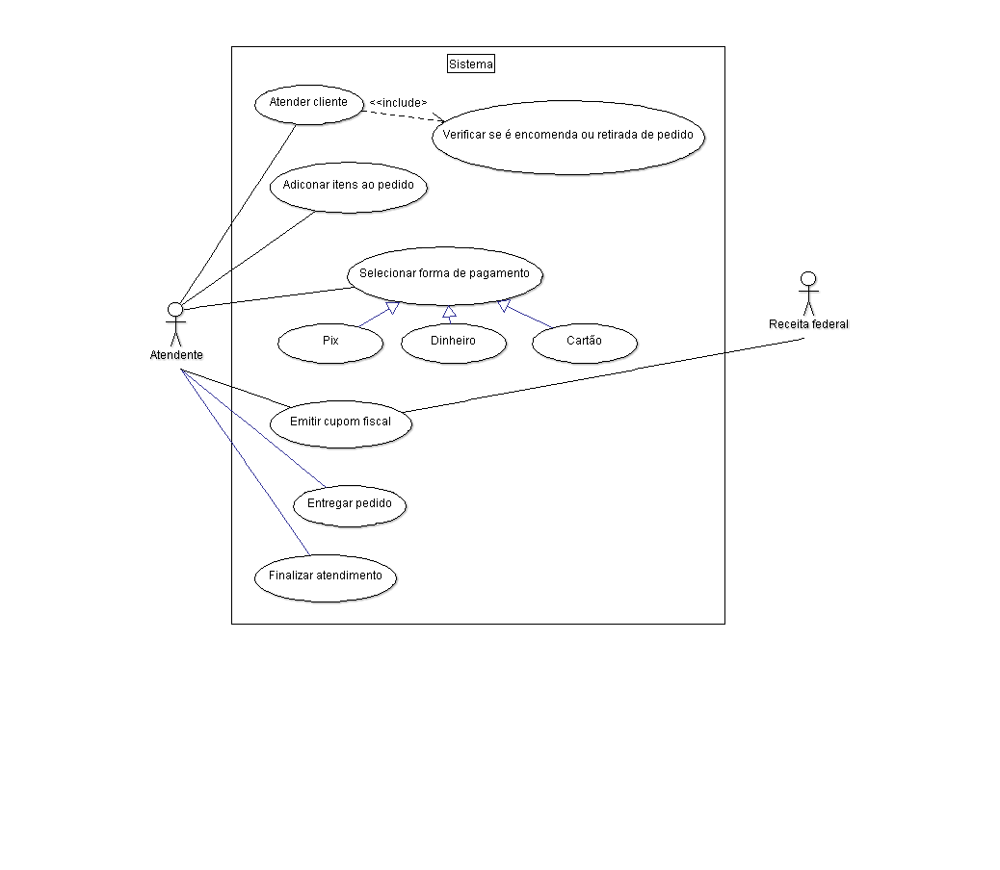 Sistema
Atender cliente
<<include>
Verificar se é encomenda ou retirada de pedido
Adiconar itens ao pedido
Selecionar forma de pagamento
Pix
Dinheiro
Cartão
Receita federal
Atendente
Emitir cupom fiscal
Entregar pedido
Finalizar atendimento